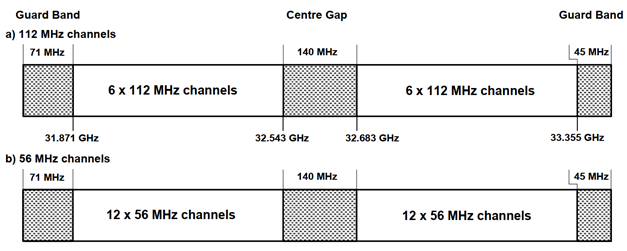 Guard Band Centre Gap Guard Band
a) 112 MHz channels
71 MHz 140 MHz 45 MHz
6 x 112 MHz channels 6 x 112 MHz channels
31.871 GHz 32.543 GHz 32.683 GHz 33.355 GHz
b) 56 MHz channels
71 MHz 140 MHz 45 MHz
12 x 56 MHz channels 12 x 56 MHz channels